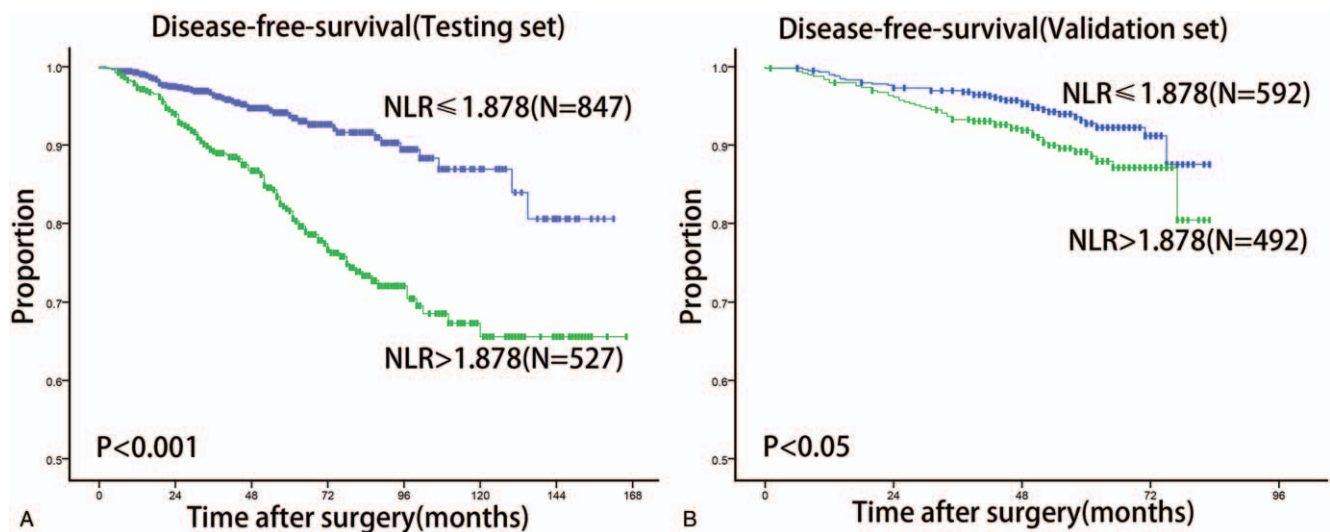 Disease-free-survival(Testing set)
1.0
0.9
0.8
0.7
0.6
0.5
Proportion
NLR≤1.878(N=847)
NLR>1.878(N=527)
P<0.001
0 24 48 72 96 120 144 168
Time after surgery(months)
A
Disease-free-survival(Validation set)
1.0
0.9
0.8
0.7
0.6
0.5
Proportion
NLR≤1.878(N=592)
NLR>1.878(N=492)
P<0.05
0 24 48 72 96
Time after surgery(months)
B